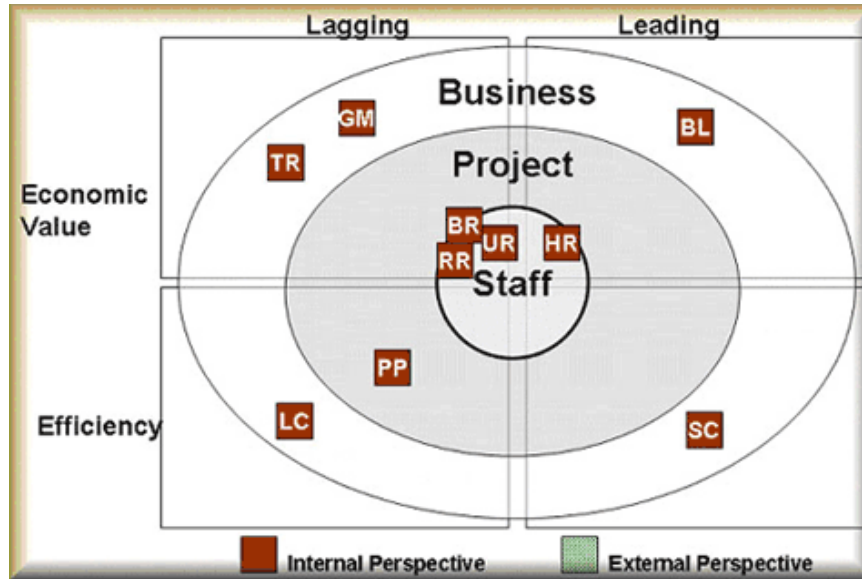 Lagging
Leading
Business
GM
BL
TR
Project
Economic
Value
BR
UR
HR
RR
Staff
PP
Efficiency
LC
SC
Internal Perspective
External Perspective